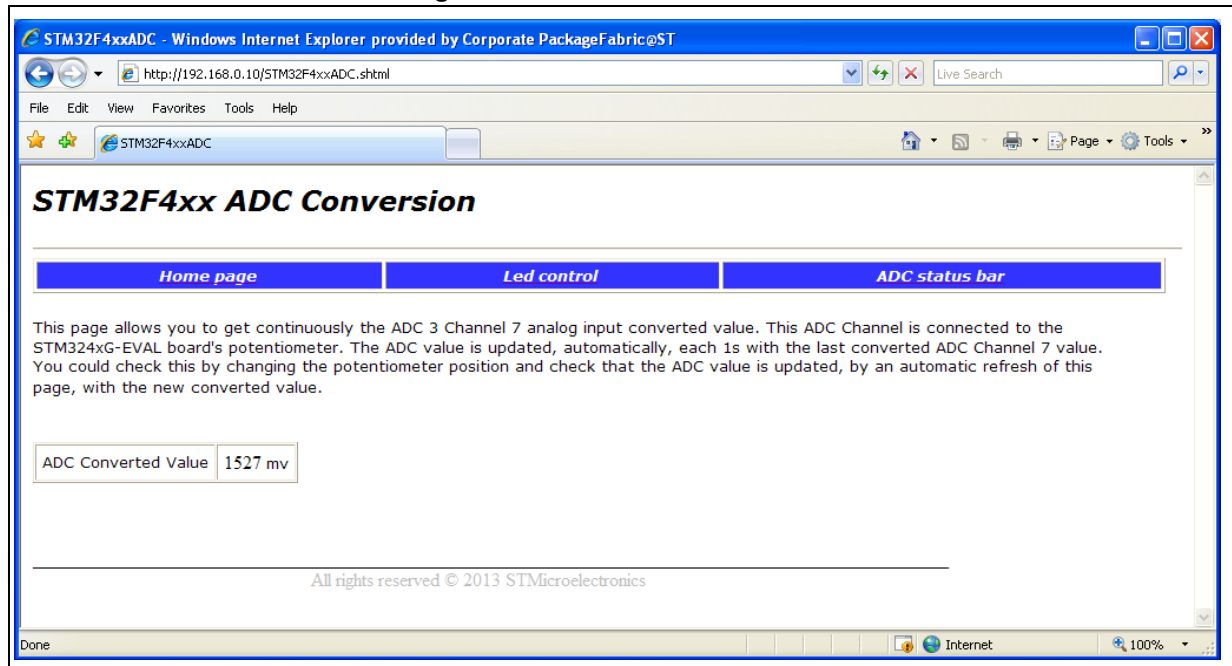 STM32F4xxADC - Windows Internet Explorer provided by Corporate PackageFabric@ST
http://192.168.0.10/STM32F4xxADC.shtml
Live Search
File Edit View Favorites Tools Help
STM32F4xxADC
Page Tools »
STM32F4xx ADC Conversion
Home page Led control ADC status bar
This page allows you to get continuously the ADC 3 Channel 7 analog input converted value. This ADC Channel is connected to the
STM324xG-EVAL board's potentiometer. The ADC value is updated, automatically, each 1s with the last converted ADC Channel 7 value.
You could check this by changing the potentiometer position and check that the ADC value is updated, by an automatic refresh of this
page, with the new converted value.
ADC Converted Value 1527 mv
All rights reserved © 2013 STMicroelectronics
Done Internet 100%